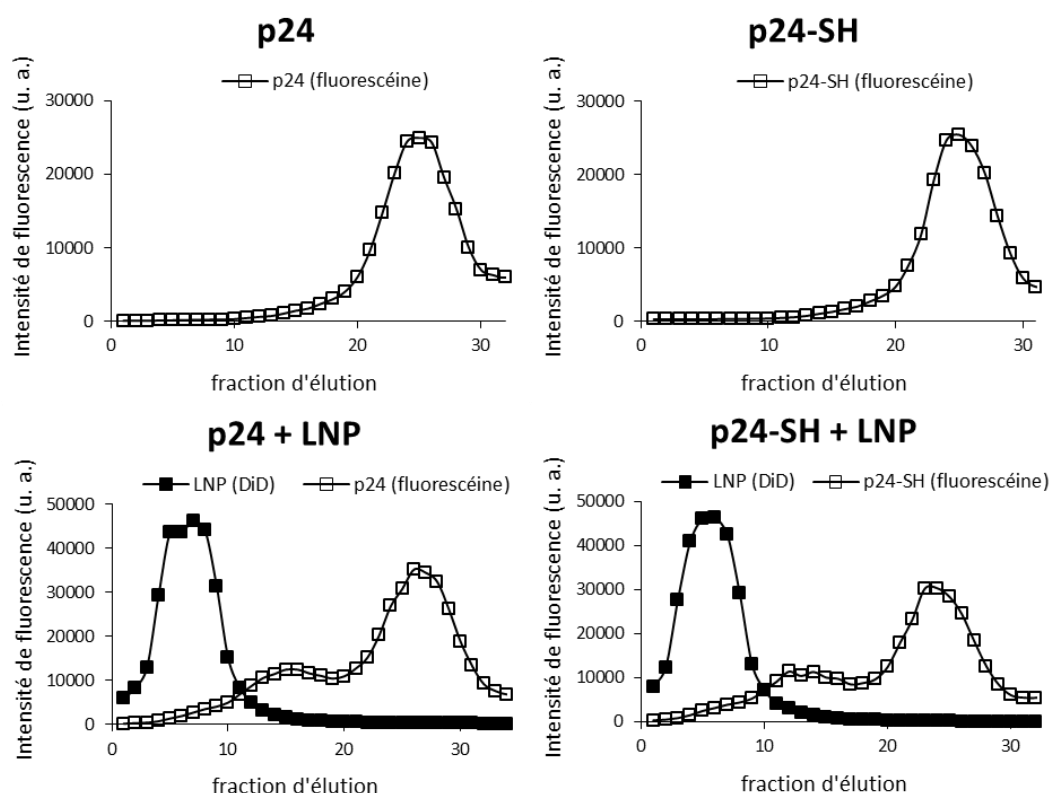 p24
p24 (fluorescéine)
Intensité de fluorescence (u. a.)
30000
20000
10000
0
0 10 20 30
fraction d'élution
p24-SH
p24-SH (fluorescéine)
Intensité de fluorescence (u. a.)
30000
20000
10000
0
0 10 20 30
fraction d'élution
p24 + LNP
LNP (DiD) p24 (fluorescéine)
Intensité de fluorescence (u. a.)
50000
40000
30000
20000
10000
0
0 10 20 30
fraction d'élution
p24-SH + LNP
LNP (DiD) p24-SH (fluorescéine)
Intensité de fluorescence (u. a.)
50000
40000
30000
20000
10000
0
0 10 20 30
fraction d'élution